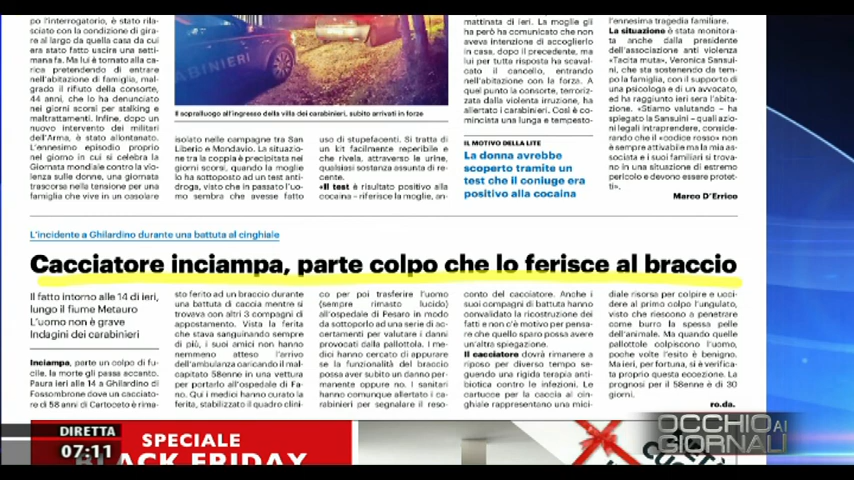 po l'interrogatorio, è stato rila-
sciato con la condizione di gira-
re al largo da quella casa da cui
era stato fatto uscire una setti-
mana fa. Ma lui è tornato alla ca-
rica pretendendo di entrare
nell'abitazione di famiglia, mal-
grado il rifiuto della consorte,
44 anni, che lo ha denunciato
nei giorni scorsi per stalking e
maltrattamenti. Infine, dopo un
nuovo intervento dei militari
dell'Arma, è stato allontanato.
L'ennesimo episodio proprio
nel giorno in cui si celebra la
Giornata mondiale contro la vio-
lenza sulle donne, una giornata
trascorsa nella tensione per una
famiglia che vive in un casolare
CARABINIERI
Il sopralluogo all'ingresso della villa dei carabinieri, subito arrivati in forze
isolato nelle campagne tra San
Liberio e Mondavio. La situazio-
ne tra la coppia è precipitata nei
giorni scorsi, quando la moglie
lo ha sottoposto ad un test anti-
droga, visto che in passato l'uo-
mo sembra che avesse fatto
uso di stupefacenti. Si tratta di
un kit facilmente reperibile e
che rivela, attraverso le urine,
qualsiasi sostanza assunta di re-
cente.
«Il test è risultato positivo alla
cocaina – riferisce la moglie, an-
mattinata di ieri. La moglie gli
ha però ha comunicato che non
aveva intenzione di accoglierlo
in casa, dopo il precedente, ma
lui per tutta risposta ha scaval-
cato il cancello, entrando
nell'abitazione con la forza. A
quel punto la consorte, terroriz-
zata dalla violenta irruzione, ha
allertato i carabinieri. Così è co-
minciata una lunga e tempesto-
IL MOTIVO DELLA LITE
La donna avrebbe
scoperto tramite un
test che il coniuge era
positivo alla cocaina
l'ennesima tragedia familiare.
La situazione è stata monitora-
ta anche dalla presidente
dell'associazione anti violenza
«Tacita muta», Veronica Sansui-
ni, che sta sostenendo da tem-
po la famiglia, con il supporto di
una psicologa e di un avvocato,
ed ha raggiunto ieri sera l'abita-
zione. «Stiamo valutando – ha
spiegato la Sansuini – quali azio-
ni legali intraprendere, conside-
rando che il «codice rosso» non
è sempre attivabile ma la mia as-
sociata e i suoi familiari si trova-
no in una situazione di estremo
pericolo e devono essere protet-
ti».
Marco D'Errico
L'incidente a Ghilardino durante una battuta al cinghiale
Cacciatore inciampa, parte colpo che lo ferisce al braccio
Il fatto intorno alle 14 di ieri,
lungo il fiume Metauro
L'uomo non è grave
Indagini dei carabinieri
Inciampa, parte un colpo di fu-
cile, la morte gli passa accanto.
Paura ieri alle 14 a Ghilardino di
Fossombrone dove un cacciato-
re di 58 anni di Cartoceto è rima-
sto ferito ad un braccio durante
una battuta di caccia mentre si
trovava con altri 3 compagni di
appostamento. Vista la ferita
che stava sanguinando sempre
di più, i suoi amici non hanno
nemmeno atteso l'arrivo
dell'ambulanza caricando il mal-
capitato 58enne in una vettura
per portarlo all'ospedale di Fa-
no. Qui i medici hanno curato la
ferita, stabilizzato il quadro clini-
co per poi trasferire l'uomo
(sempre rimasto lucido)
all'ospedale di Pesaro in modo
da sottoporlo ad una serie di ac-
certamenti per valutare i danni
provocati dalla pallottola. I me-
dici hanno cercato di appurare
se la funzionalità del braccio
possa aver subito un danno per-
manente oppure no. I sanitari
hanno comunque allertato i ca-
rabinieri per segnalare il reso-
conto del cacciatore. Anche i
suoi compagni di battuta hanno
convalidato la ricostruzione dei
fatti e non c'è motivo per pensa-
re che quello sparo possa avere
un'altra spiegazione.
Il cacciatore dovrà rimanere a
riposo per diverso tempo se-
guendo una rigida terapia anti-
biotica contro le infezioni. Le
cartucce per la caccia al cin-
ghiale rappresentano una mici-
diale risorsa per colpire e ucci-
dere al primo colpo l'ungulato,
visto che riescono a penetrare
come burro la spessa pelle
dell'animale. Ma quando quelle
pallottole colpiscono l'uomo,
poche volte l'esito è benigno.
Ma ieri, per fortuna, si è verifica-
ta proprio questa eccezione. La
prognosi per il 58enne è di 30
giorni.
ro.da.
DIRETTA
07:11
SPECIALE
BLACK FRIDAY
OCCHIO AI
GIORNALI